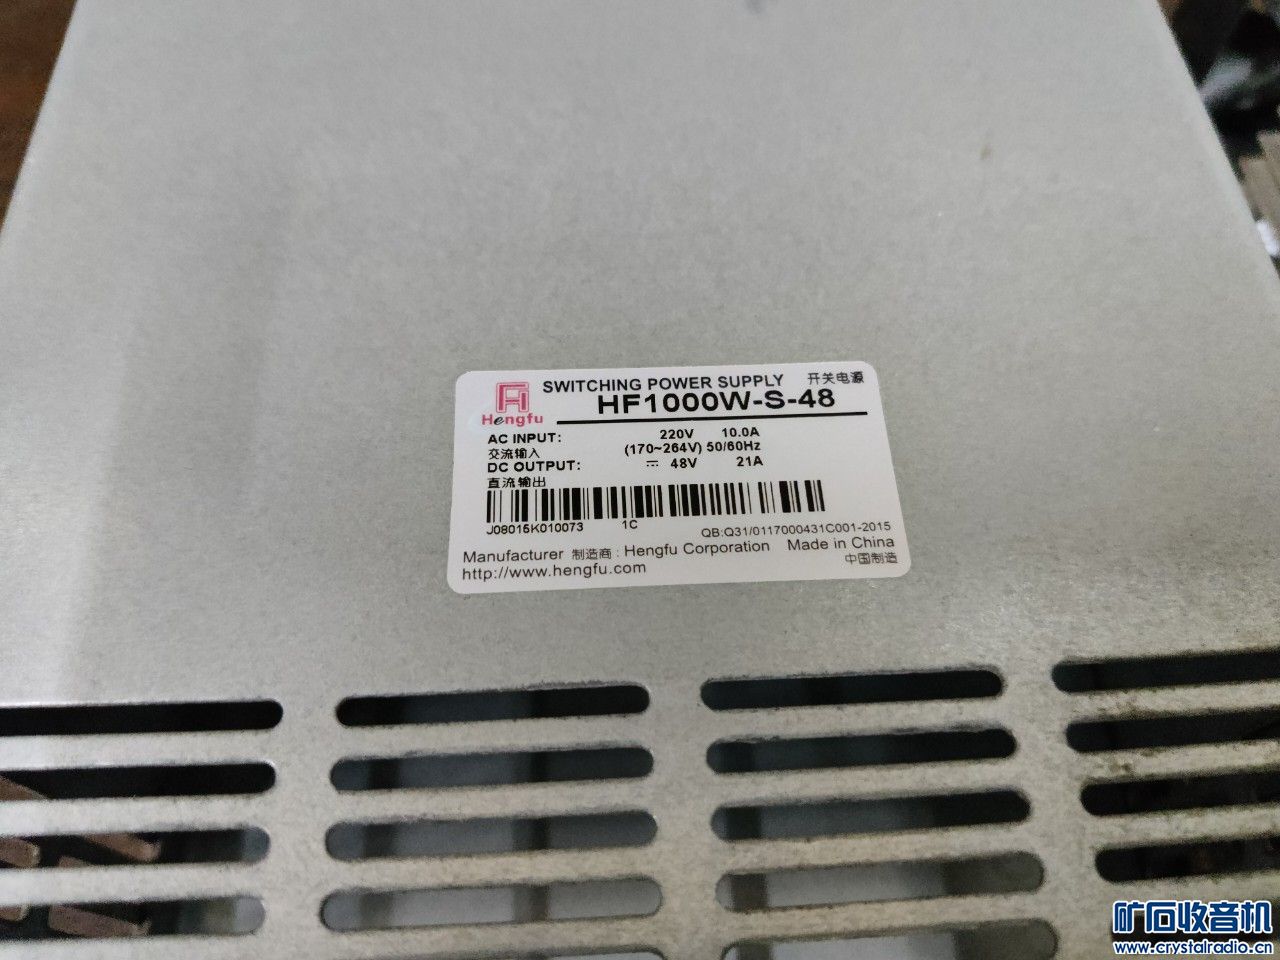 SWITCHING POWER SUPPLY 开关电源
Hengfu
HF1000W-S-48
AC INPUT: 220V 10.0A
交流输入 (170~264V) 50/60Hz
DC OUTPUT: 48V 21A
直流输出
J08015K010073 1C QB:Q31/0117000431C001-2015
Manufacturer 制造商: Hengfu Corporation Made in China
http://www.hengfu.com 中国制造
矿石收音机
www.crystalradio.cn